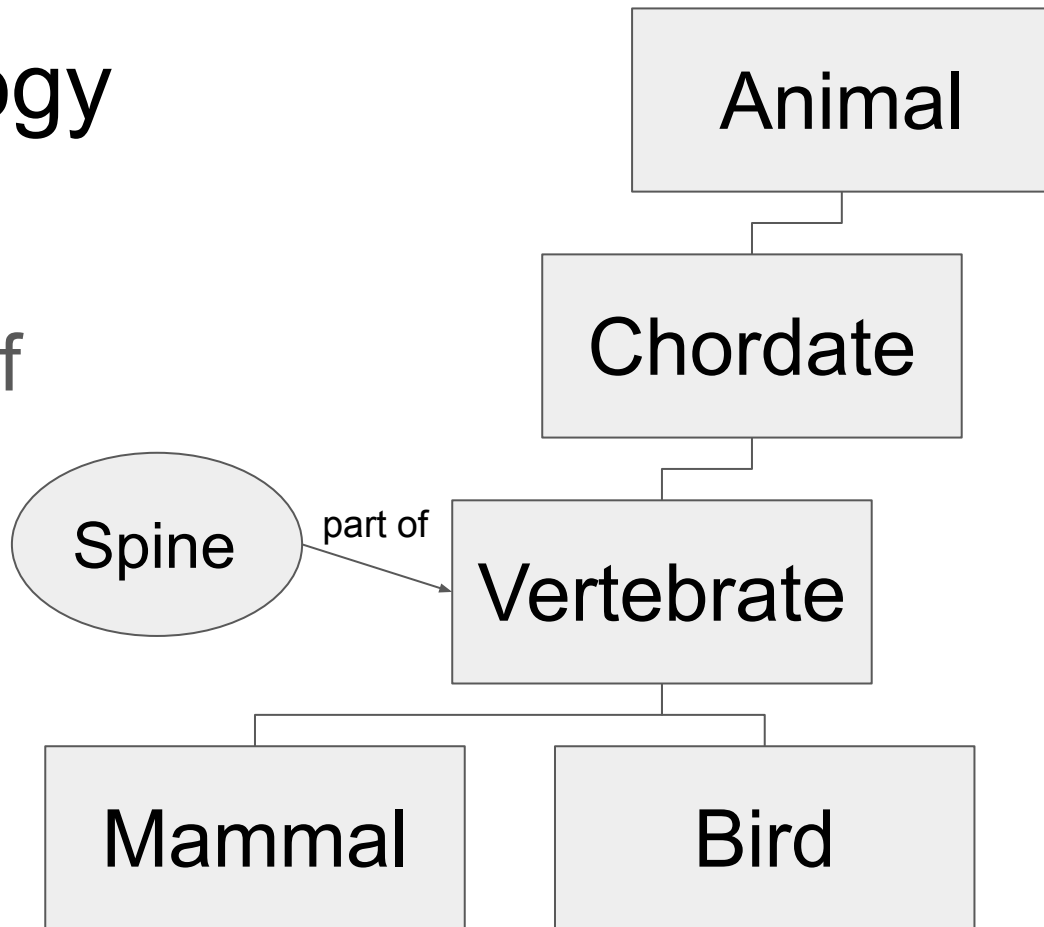 ogy
Animal
f
Chordate
Spine
part of
Vertebrate
Mammal
Bird